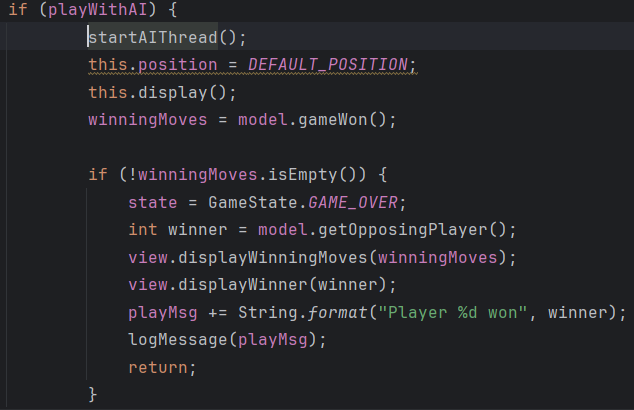 if (playWithAI) {
startAIThread();
this.position = DEFAULT_POSITION;
this.display();
winningMoves = model.gameWon();
if (!winningMoves.isEmpty()) {
state = GameState.GAME_OVER;
int winner = model.getOpposingPlayer();
view.displayWinningMoves(winningMoves);
view.displayWinner(winner);
playMsg += String.format("Player %d won", winner);
logMessage(playMsg);
return;
}